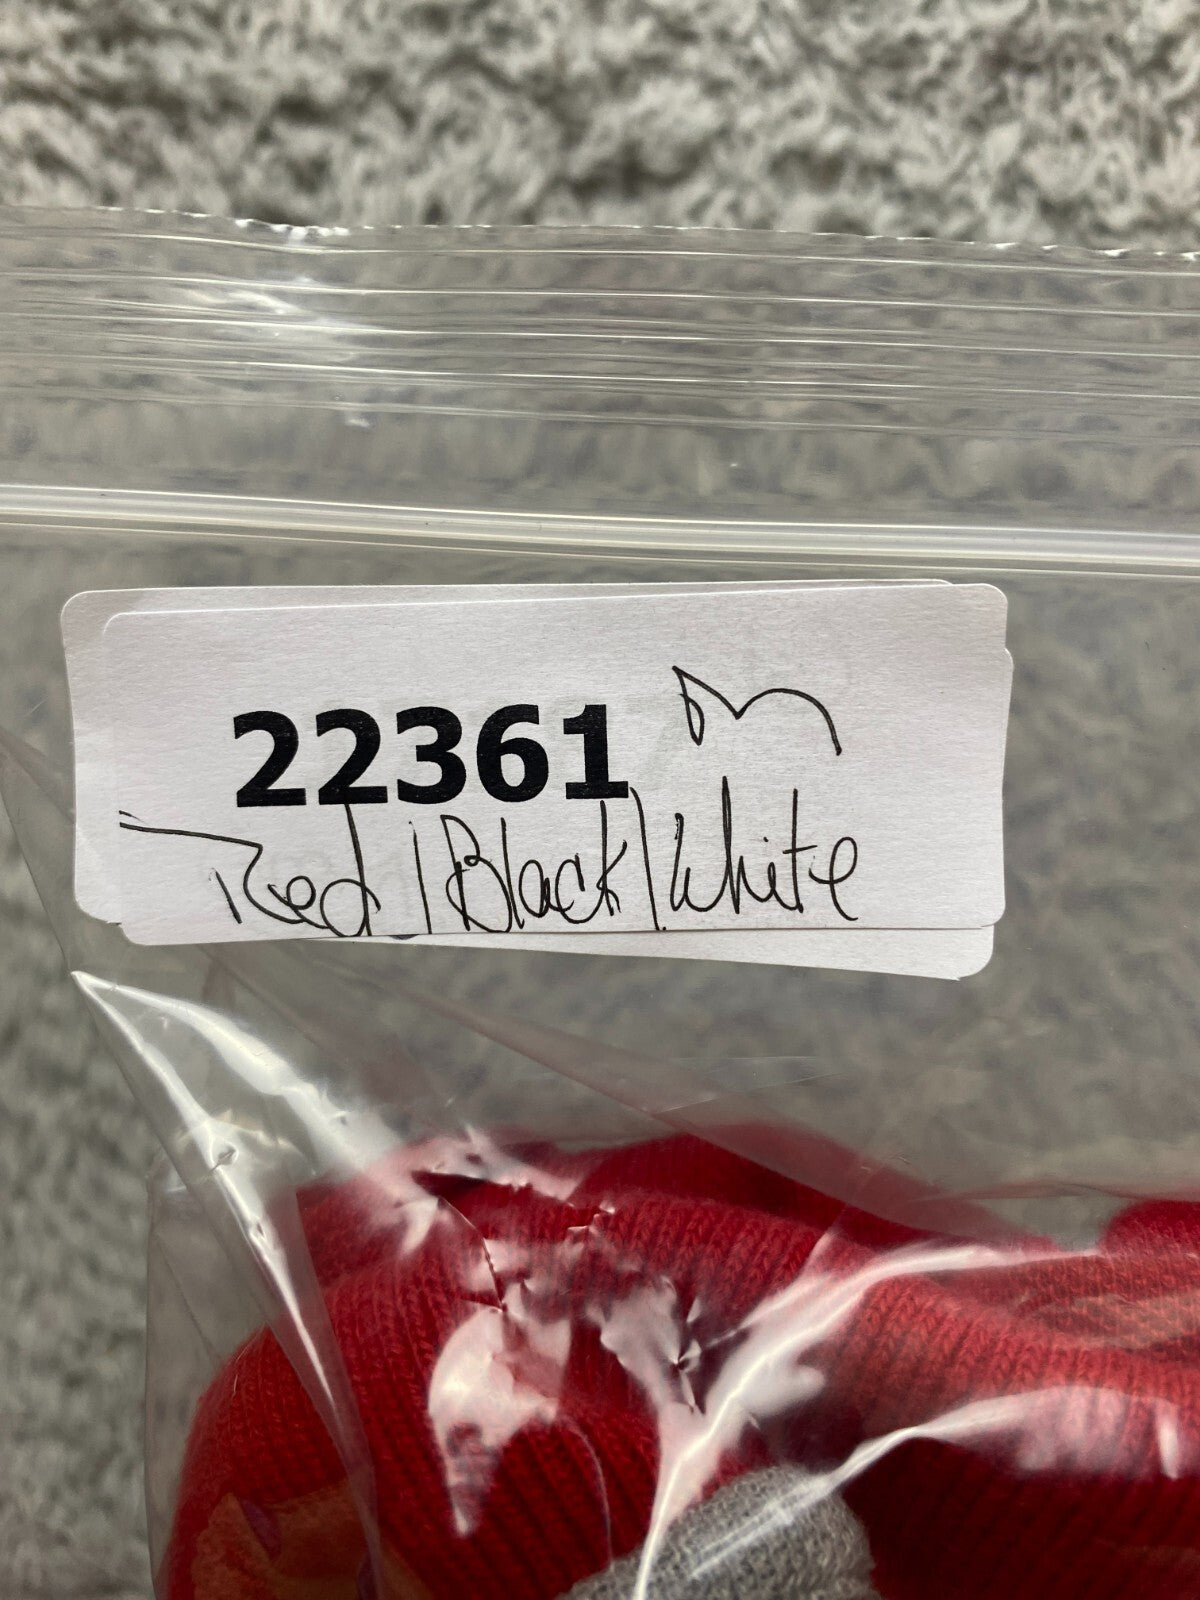 22361 m
Red / Black / White